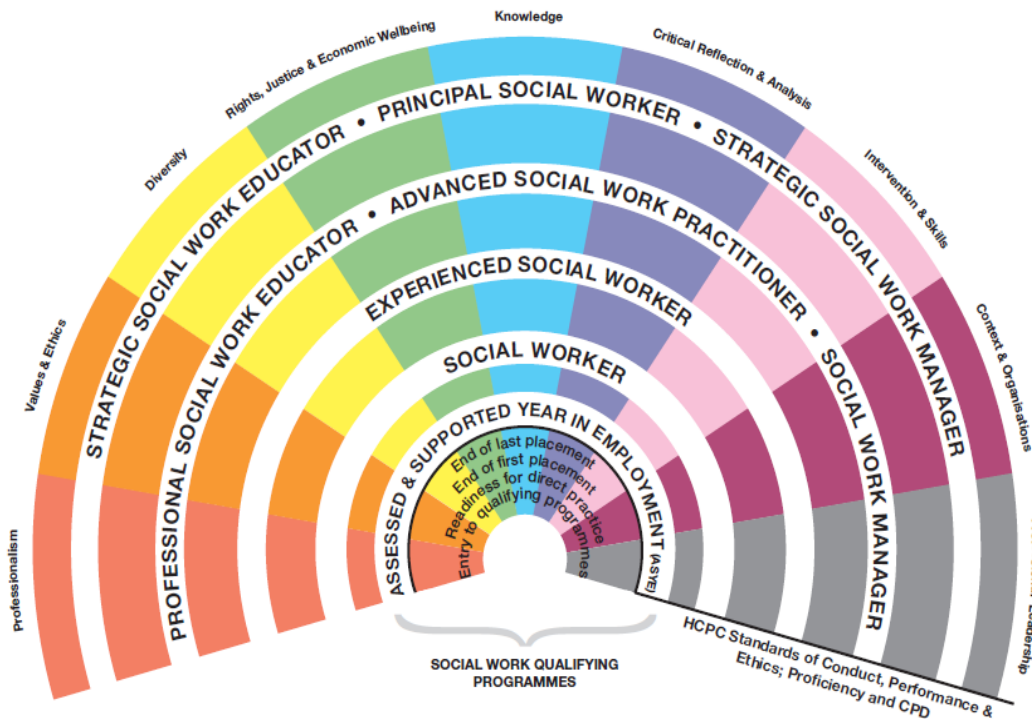 Professionalism
Values & Ethics
Diversity
Rights, Justice & Economic Wellbeing
Knowledge
Critical Reflection & Analysis
Intervention & Skills
Context & Organisations
Leadership
STRATEGIC SOCIAL WORK EDUCATOR • PRINCIPAL SOCIAL WORKER • STRATEGIC SOCIAL WORK MANAGER
PROFESSIONAL SOCIAL WORK EDUCATOR • ADVANCED SOCIAL WORK PRACTITIONER • SOCIAL WORK MANAGER
EXPERIENCED SOCIAL WORKER
SOCIAL WORKER
ASSESSED & SUPPORTED YEAR IN EMPLOYMENT (ASYE)
End of last placement
End of first placement
Readiness for direct practice
Entry to qualifying programmes
SOCIAL WORK QUALIFYING
PROGRAMMES
HCPC Standards of Conduct, Performance &
Ethics; Proficiency and CPD